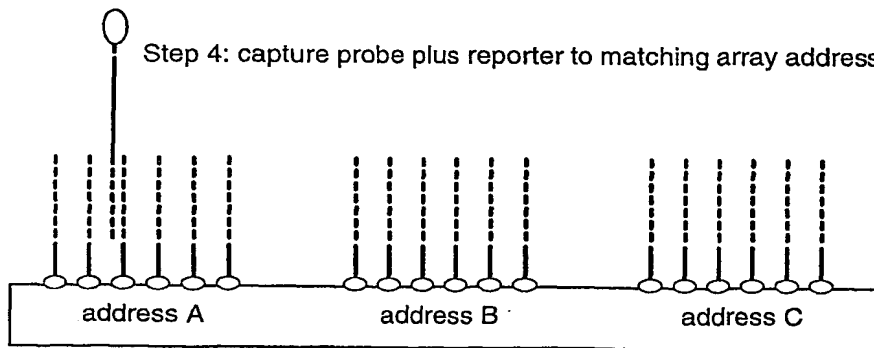 Step 4: capture probe plus reporter to matching array address
address A
address B
address C